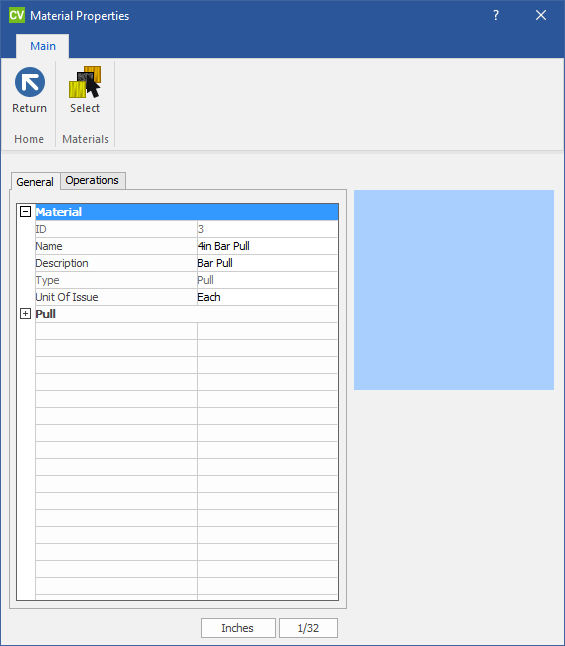 CV Material Properties ?
Main
Return Select
Home Materials
General Operations
Material
ID 3
Name 4in Bar Pull
Description Bar Pull
Type Pull
Unit Of Issue Each
Pull
Inches 1/32